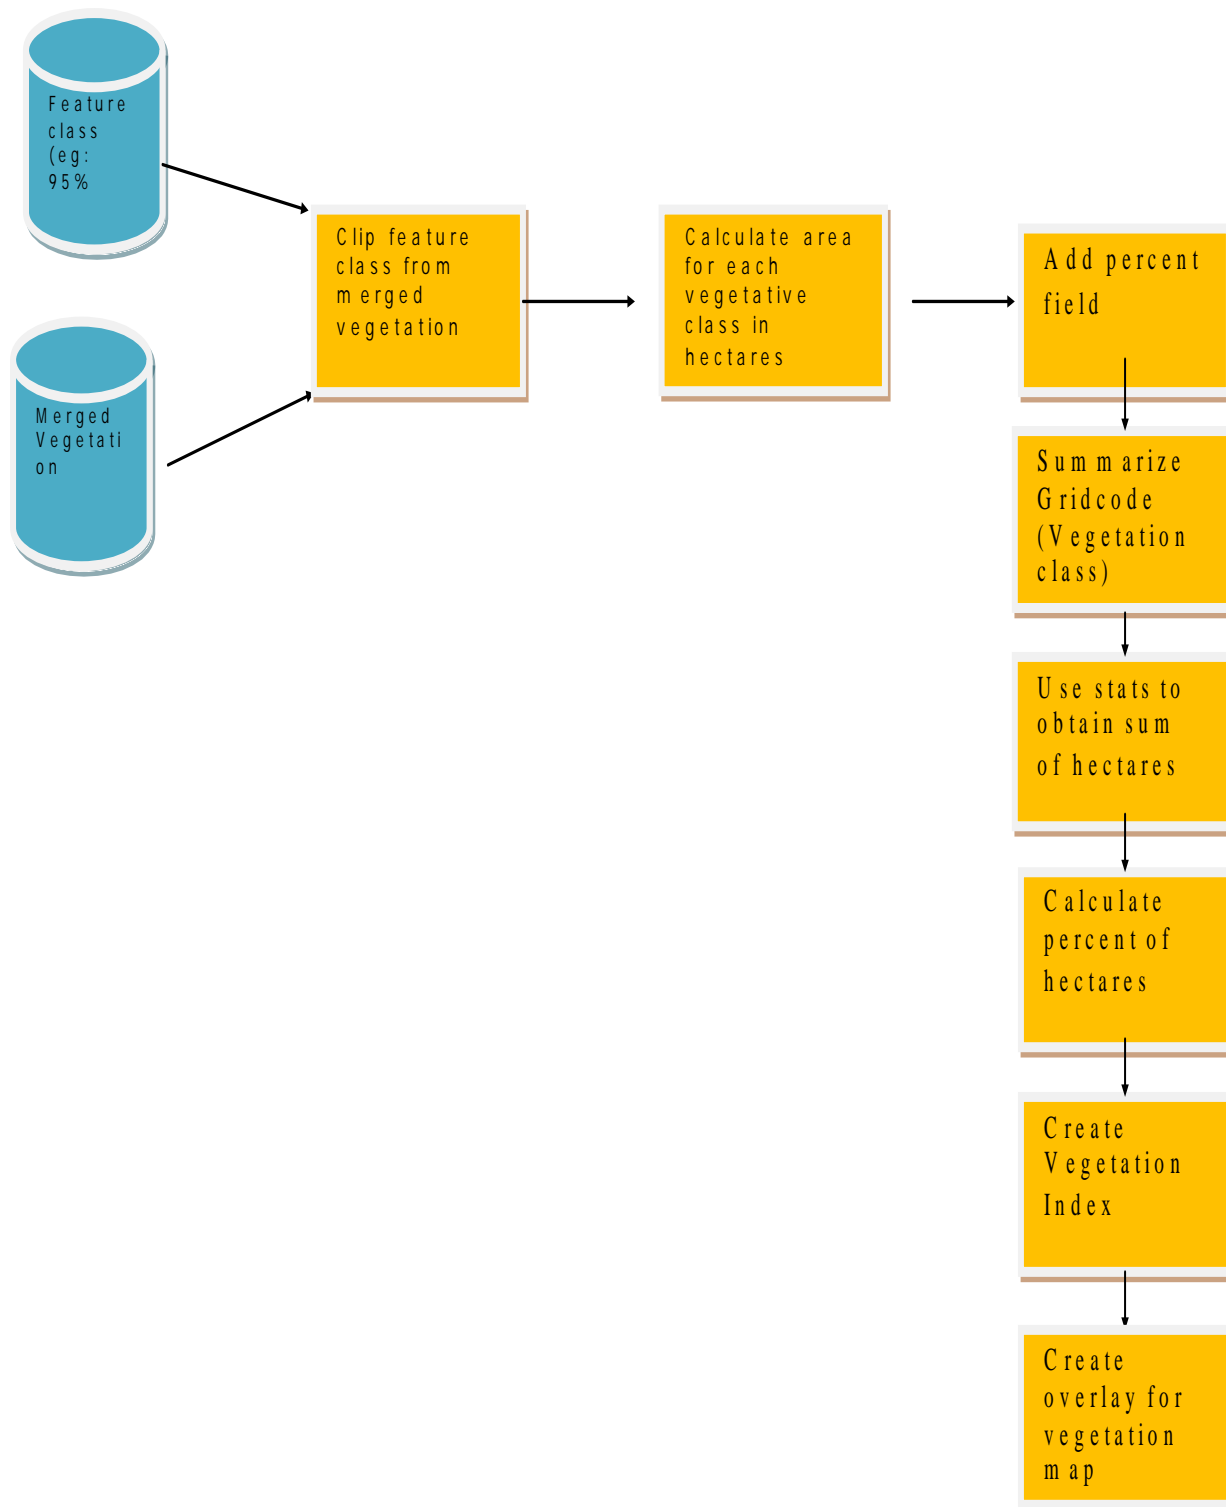 Feature
class
(eg:
95%
Merged
Vegetati
on
Clip feature
class from
merged
vegetation
Calculate area
for each
vegetative
class in
hectares
Add percent
field
Summarize
Gridcode
(Vegetation
class)
Use stats to
obtain sum
of hectares
Calculate
percent of
hectares
Create
Vegetation
Index
Create
overlay for
vegetation
map